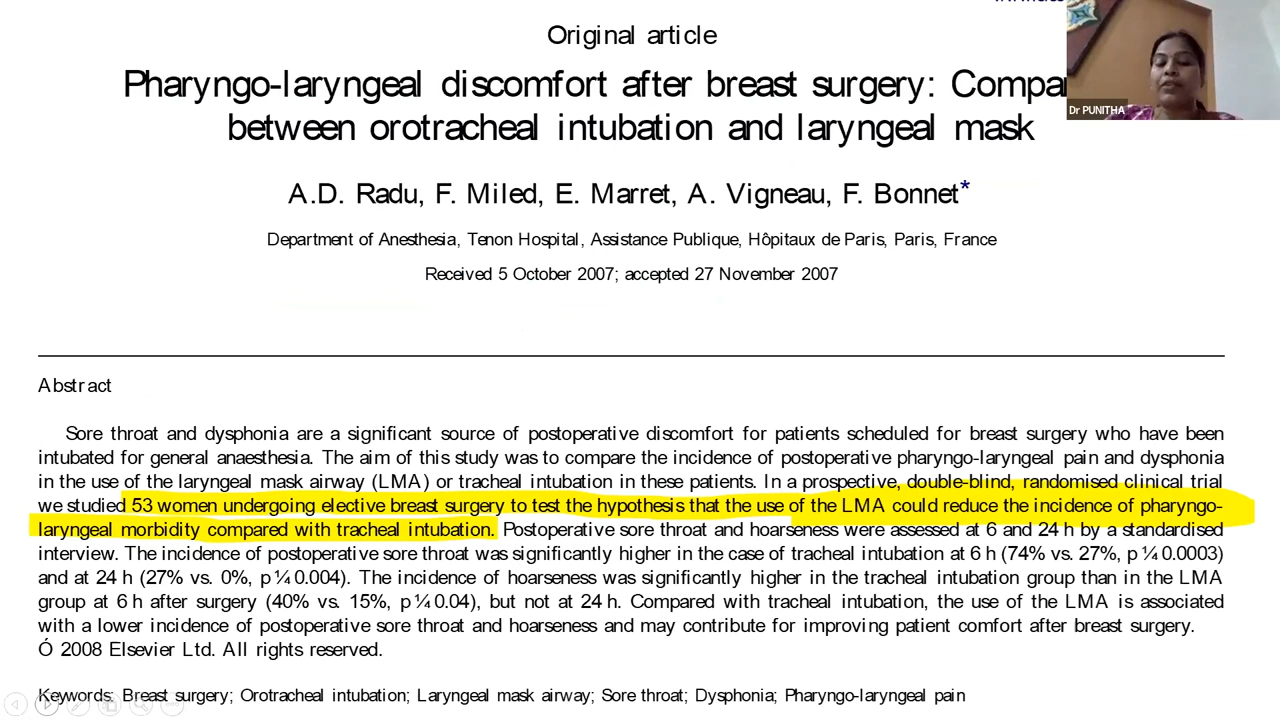 Original article
Pharyngo-laryngeal discomfort after breast surgery:
between orotracheal intubation and laryngeal mask
Dr PUNITHA
A.D. Radu, F. Miled, E. Marret, A. Vigneau, F. Bonnet*
Department of Anesthesia, Tenon Hospital, Assistance Publique, Hôpitaux de Paris, Paris, France
Received 5 October 2007; accepted 27 November 2007
Abstract
Sore throat and dysphonia are a significant source of postoperative discomfort for patients scheduled for breast surgery who have been
intubated for general anaesthesia. The aim of this study was to compare the incidence of postoperative pharyngo-laryngeal pain and dysphonia
in the use of the laryngeal mask airway (LMA) or tracheal intubation in these patients. In a prospective, double-blind, randomised clinical trial
we studied 53 women undergoing elective breast surgery to test the hypothesis that the use of the LMA could reduce the incidence of pharyngo-
laryngeal morbidity compared with tracheal intubation. Postoperative sore throat and hoarseness were assessed at 6 and 24 h by a standardised
interview. The incidence of postoperative sore throat was significantly higher in the case of tracheal intubation at 6 h (74% vs. 27%, p ¼ 0.0003)
and at 24 h (27% vs. 0%, p ¼ 0.004). The incidence of hoarseness was significantly higher in the tracheal intubation group than in the LMA
group at 6 h after surgery (40% vs. 15%, p ¼ 0.04), but not at 24 h. Compared with tracheal intubation, the use of the LMA is associated
with a lower incidence of postoperative sore throat and hoarseness and may contribute for improving patient comfort after breast surgery.
Ó 2008 Elsevier Ltd. All rights reserved.
Keywords: Breast surgery; Orotracheal intubation; Laryngeal mask airway; Sore throat; Dysphonia; Pharyngo-laryngeal pain